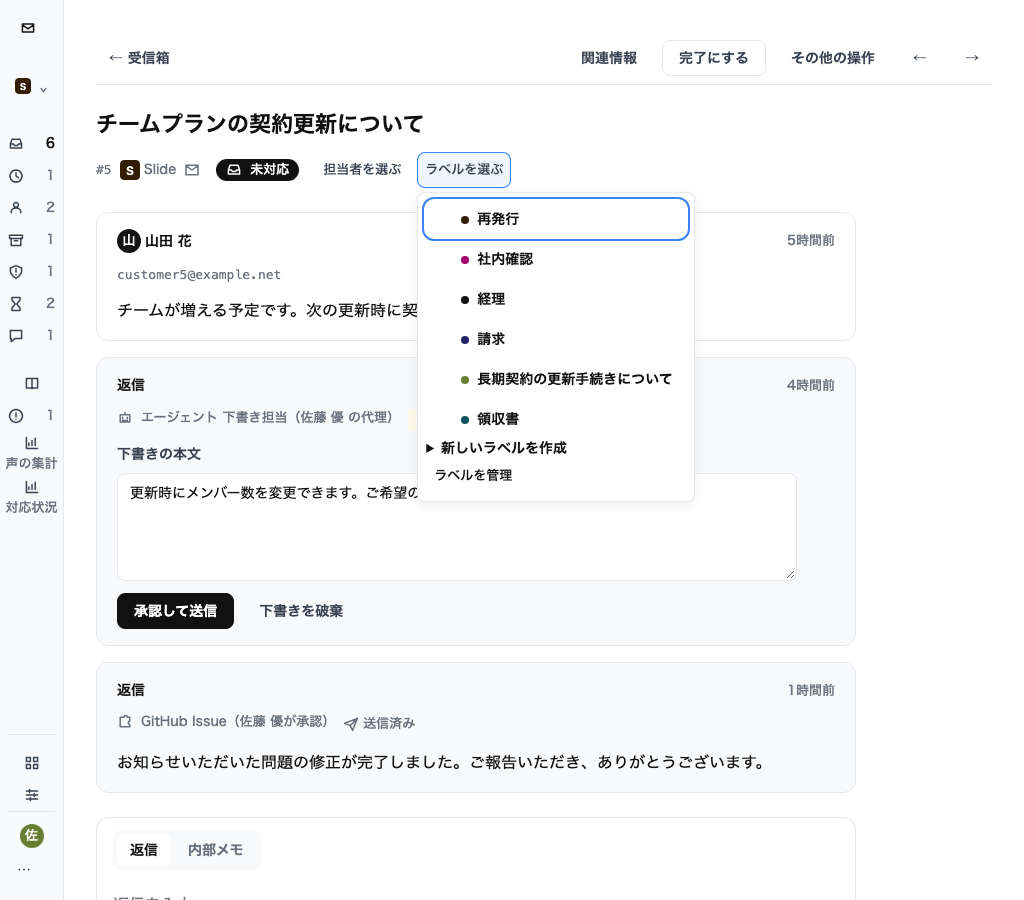 ← 受信箱
関連情報
完了にする
その他の操作
←
→
S
6
1
2
1
1
2
1
1
声の集計
対応状況
佐
…
チームプランの契約更新について
#5 S Slide 未対応 担当者を選ぶ ラベルを選ぶ
再発行
社内確認
経理
請求
長期契約の更新手続きについて
領収書
▶ 新しいラベルを作成
ラベルを管理
山 山田 花 5時間前
customer5@example.net
チームが増える予定です。次の更新時に契
返信 4時間前
エージェント 下書き担当（佐藤 優 の代理）
下書きの本文
更新時にメンバー数を変更できます。ご希望の
承認して送信 下書きを破棄
返信 1時間前
GitHub Issue（佐藤 優が承認） 送信済み
お知らせいただいた問題の修正が完了しました。ご報告いただき、ありがとうございます。
返信 内部メモ